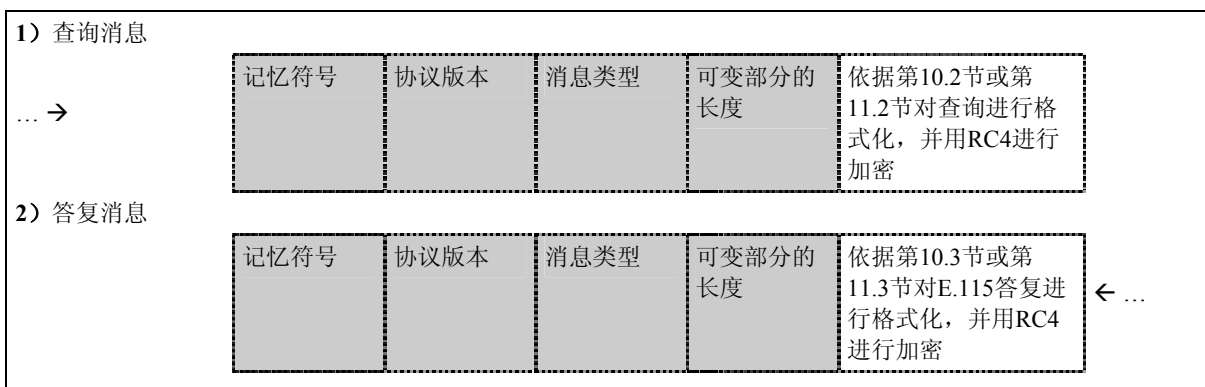 1）查询消息
记忆符号
协议版本
消息类型
可变部分的
长度
依据第10.2节或第
11.2节对查询进行格
式化，并用RC4进行
加密
… →
2）答复消息
记忆符号
协议版本
消息类型
可变部分的
长度
依据第10.3节或第
11.3节对E.115答复进
行格式化，并用RC4
进行加密
← …